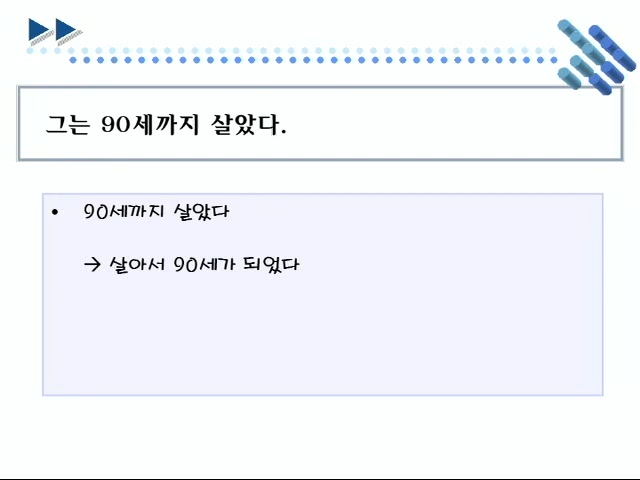 그는 90세까지 살았다.
• 90세까지 살았다
→ 살아서 90세가 되었다